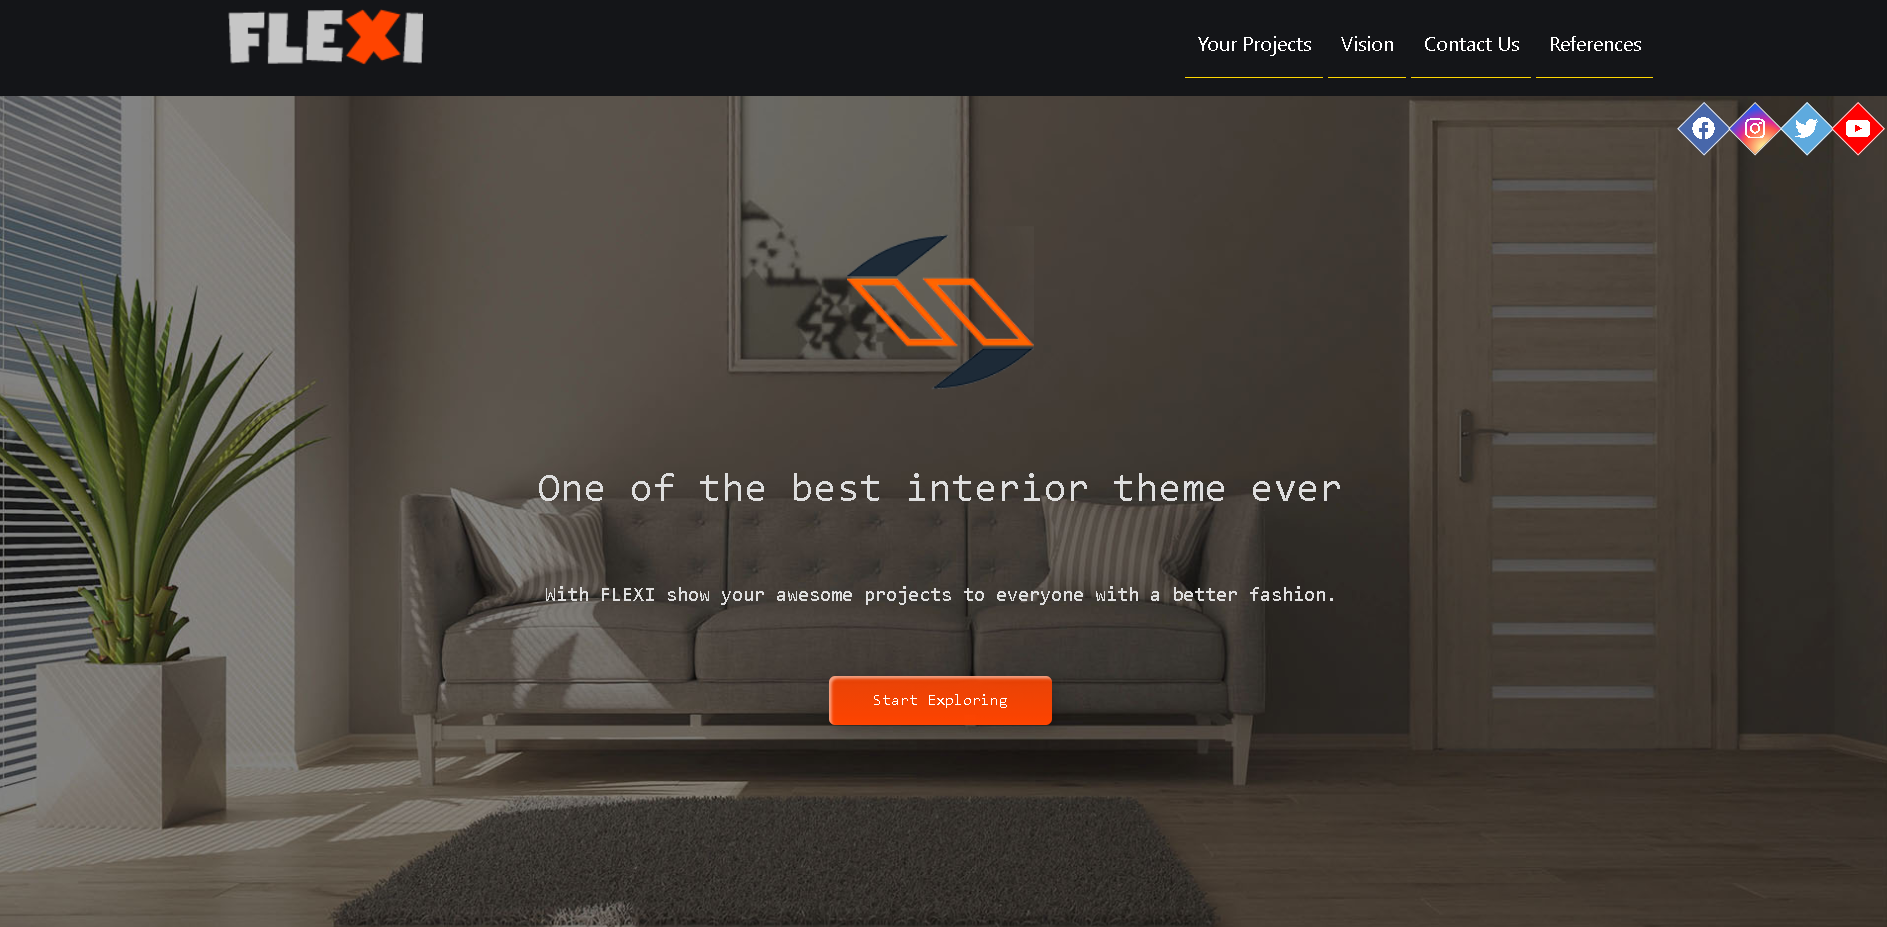 FLEXI
Your Projects Vision Contact Us References
One of the best interior theme ever
With FLEXI show your awesome projects to everyone with a better fashion.
Start Exploring